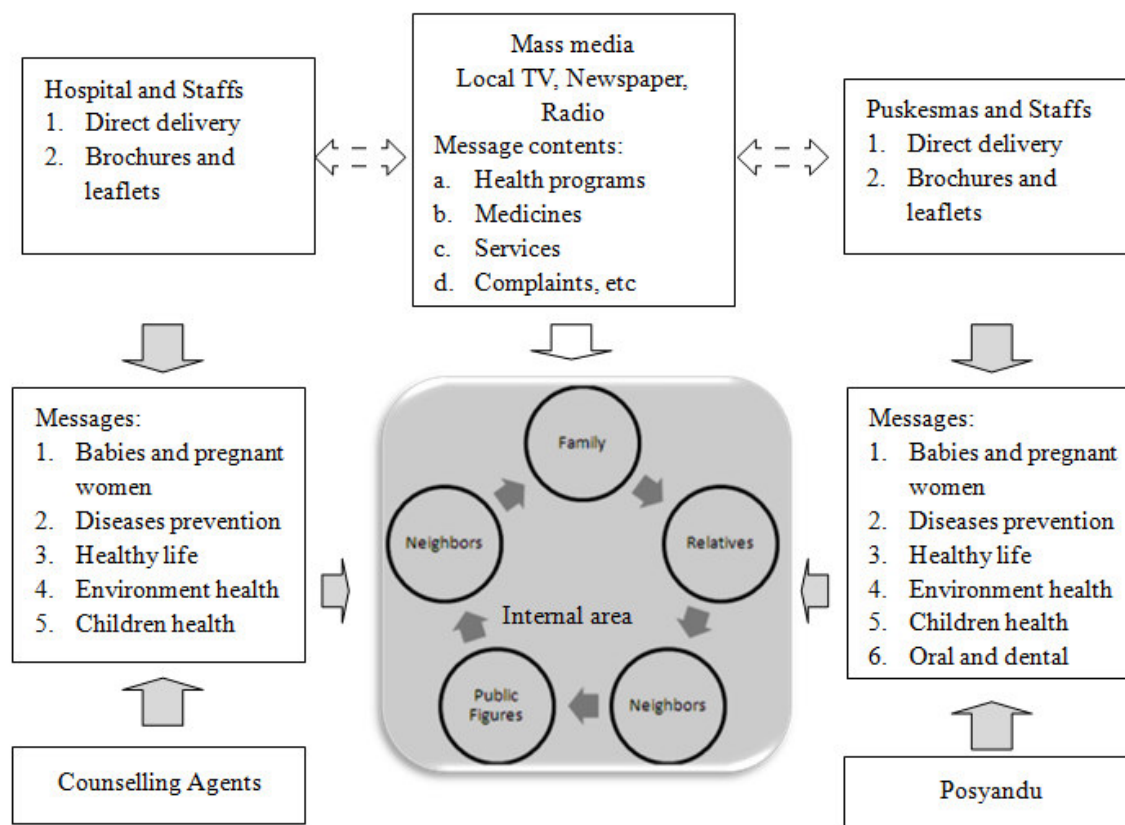 Hospital and Staffs
1. Direct delivery
2. Brochures and
leaflets
Mass media
Local TV, Newspaper,
Radio
Message contents:
a. Health programs
b. Medicines
c. Services
d. Complaints, etc
Puskesmas and Staffs
1. Direct delivery
2. Brochures and
leaflets
Messages:
1. Babies and pregnant
women
2. Diseases prevention
3. Healthy life
4. Environment health
5. Children health
Family
Neighbors
Relatives
Internal area
Public
Figures
Neighbors
Messages:
1. Babies and pregnant
women
2. Diseases prevention
3. Healthy life
4. Environment health
5. Children health
6. Oral and dental
Counselling Agents
Posyandu